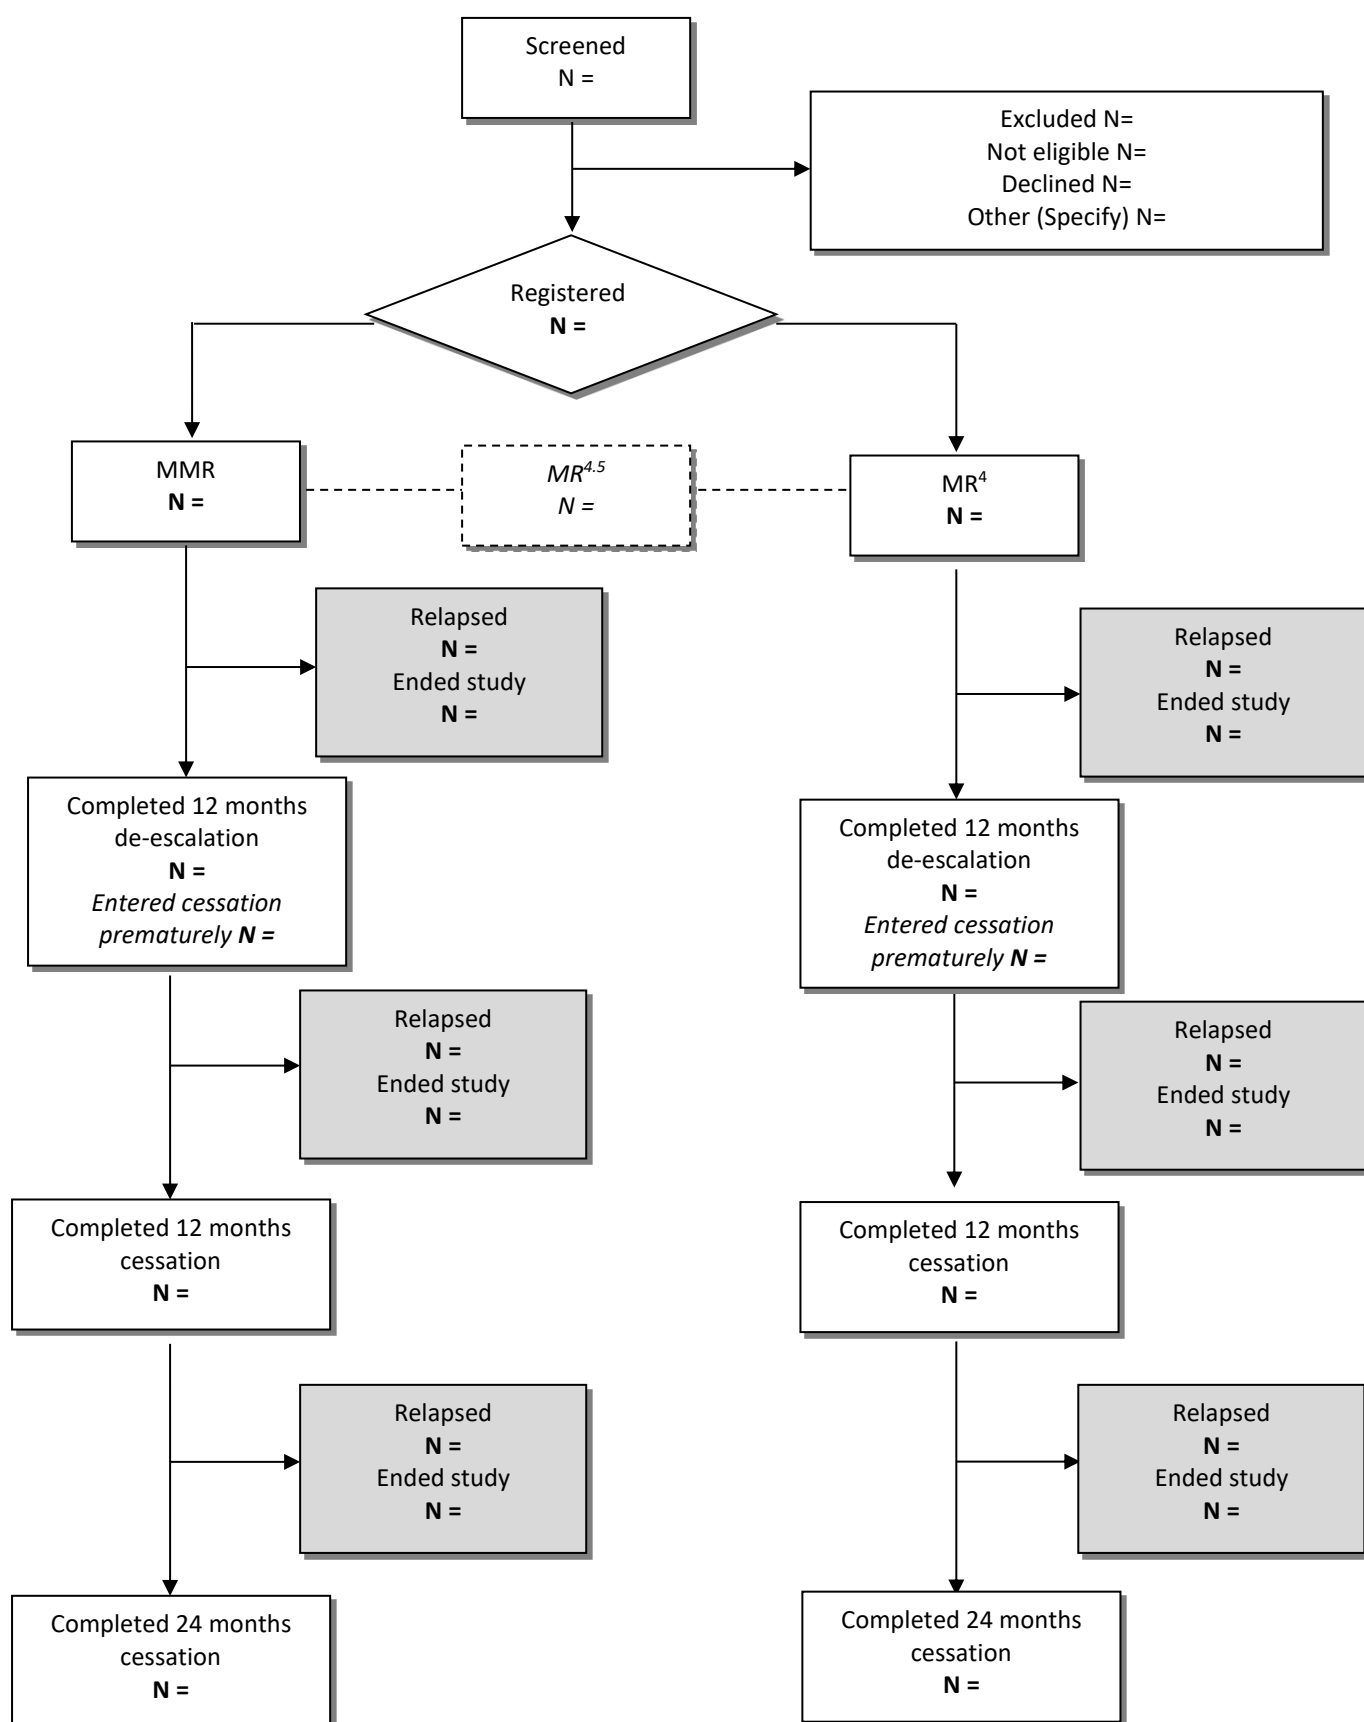 Screened
N =
Excluded N=
Not eligible N=
Declined N=
Other (Specify) N=
Registered
N =
MMR
N =
MR4.5
N =
MR4
N =
Relapsed
N =
Ended study
N =
Relapsed
N =
Ended study
N =
Completed 12 months
de-escalation
N =
Entered cessation
prematurely N =
Completed 12 months
de-escalation
N =
Entered cessation
prematurely N =
Relapsed
N =
Ended study
N =
Relapsed
N =
Ended study
N =
Completed 12 months
cessation
N =
Completed 12 months
cessation
N =
Relapsed
N =
Ended study
N =
Relapsed
N =
Ended study
N =
Completed 24 months
cessation
N =
Completed 24 months
cessation
N =